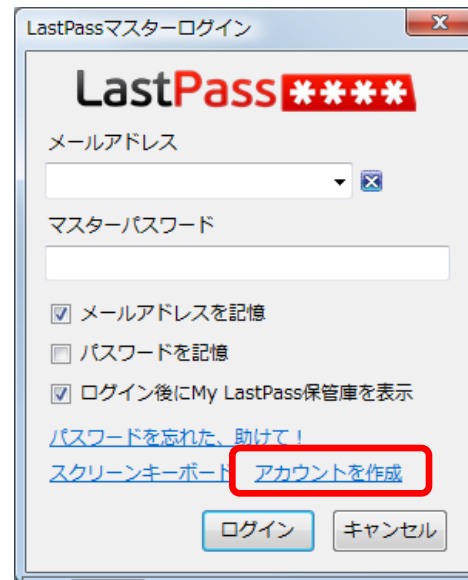 LastPassマスターログイン
LastPass ****
メールアドレス
マスターパスワード
メールアドレスを記憶
パスワードを記憶
ログイン後にMy LastPass保管庫を表示
パスワードを忘れた、助けて！
スクリーンキーボード アカウントを作成
ログイン キャンセル